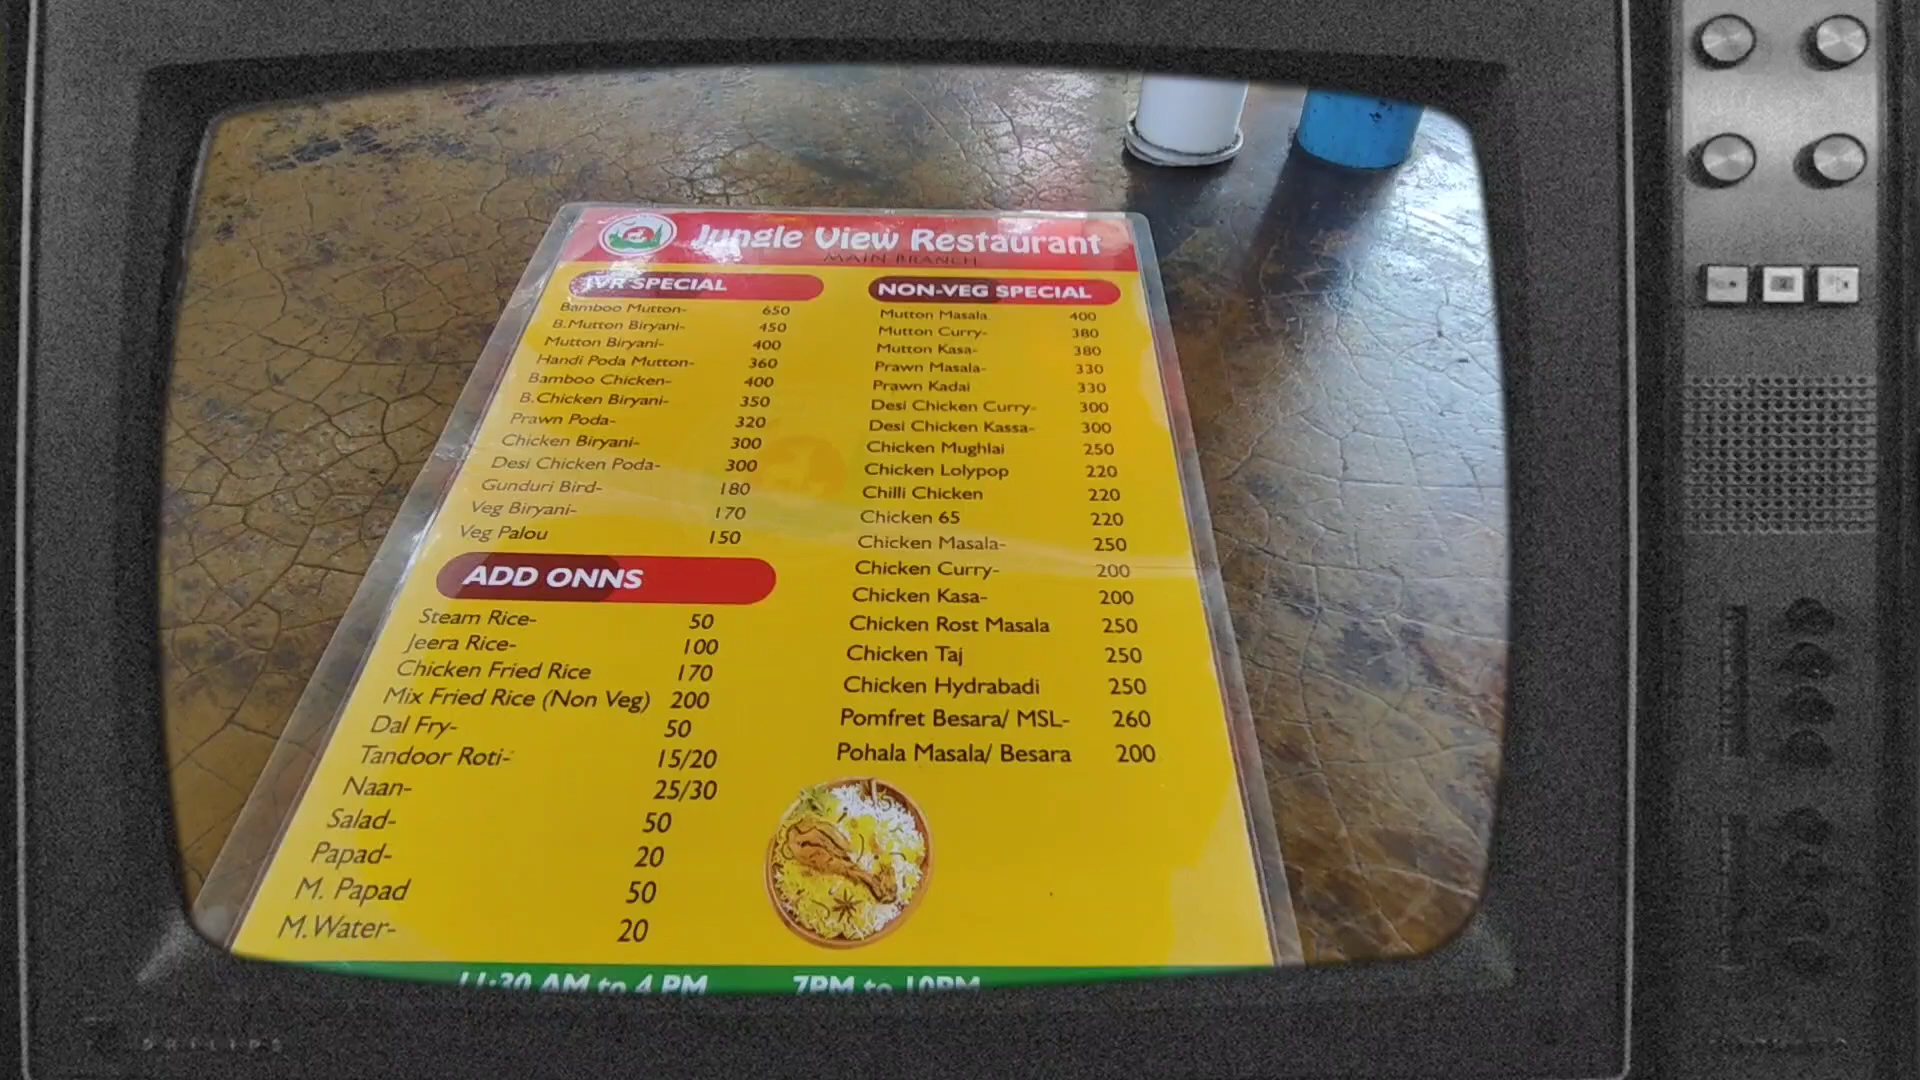 Jungle View Restaurant
MAIN BRANCH
JVR SPECIAL
Bamboo Mutton- 650
B.Mutton Biryani- 450
Mutton Biryani- 400
Handi Poda Mutton- 360
Bamboo Chicken- 400
B.Chicken Biryani- 350
Prawn Poda- 320
Chicken Biryani- 300
Desi Chicken Poda- 300
Gunduri Bird- 180
Veg Biryani- 170
Veg Palou 150
ADD ONNS
Steam Rice- 50
Jeera Rice- 100
Chicken Fried Rice 170
Mix Fried Rice (Non Veg) 200
Dal Fry- 50
Tandoor Roti- 15/20
Naan- 25/30
Salad- 50
Papad- 20
M. Papad 50
M.Water- 20
NON-VEG SPECIAL
Mutton Masala 400
Mutton Curry- 380
Mutton Kasa- 380
Prawn Masala- 330
Prawn Kadai 330
Desi Chicken Curry- 300
Desi Chicken Kassa- 300
Chicken Mughlai 250
Chicken Lolypop 220
Chilli Chicken 220
Chicken 65 220
Chicken Masala- 250
Chicken Curry- 200
Chicken Kasa- 200
Chicken Rost Masala 250
Chicken Taj 250
Chicken Hydrabadi 250
Pomfret Besara/ MSL- 260
Pohala Masala/ Besara 200
11:30 AM to 4 PM 7PM to 10PM
PHILIPS